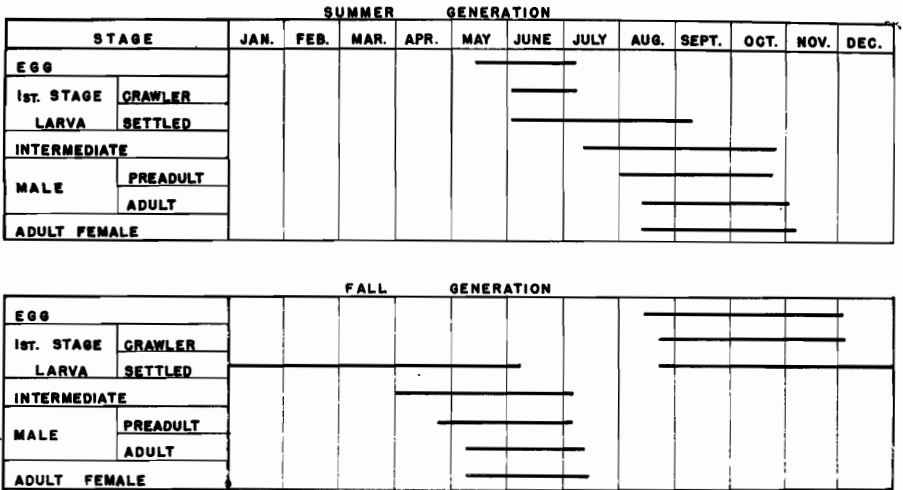 SUMMER GENERATION
STAGE JAN. FEB. MAR. APR. MAY JUNE JULY AUG. SEPT. OCT. NOV. DEC.
EGG
1ST. STAGE CRAWLER
LARVA SETTLED
INTERMEDIATE
MALE PREADULT
ADULT
ADULT FEMALE
FALL GENERATION
EGG
1ST. STAGE CRAWLER
LARVA SETTLED
INTERMEDIATE
MALE PREADULT
ADULT
ADULT FEMALE